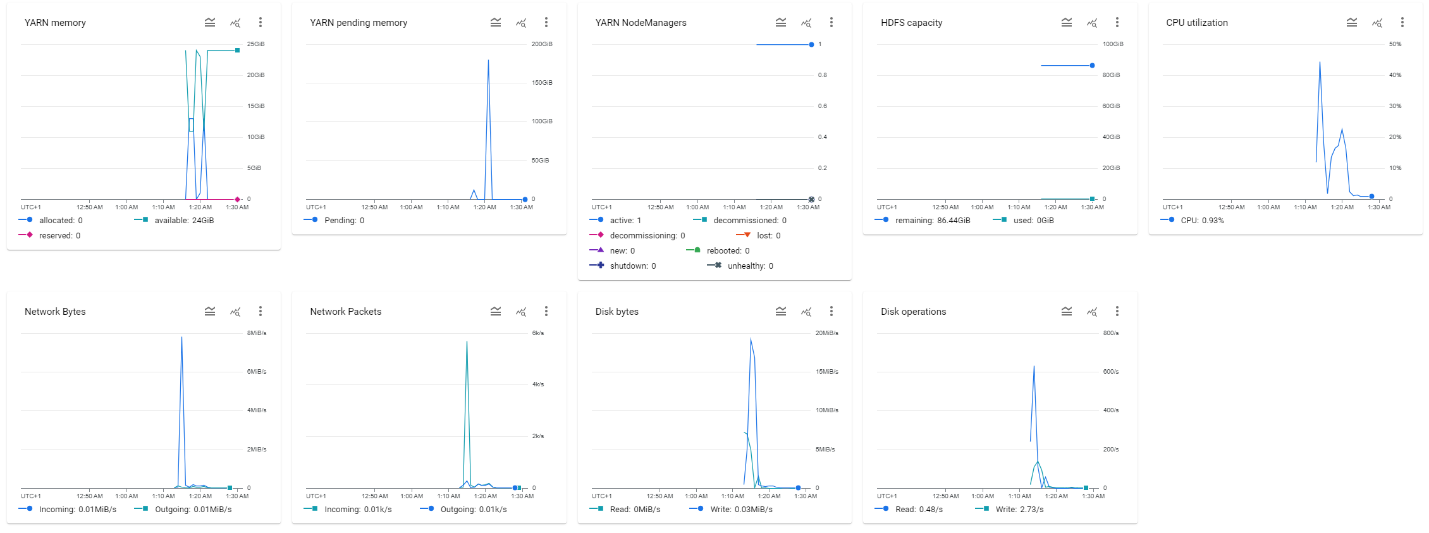 YARN memory
25GiB
20GiB
15GiB
10GiB
5GiB
0
UTC+1 12:50 AM 1:00 AM 1:10 AM 1:20 AM 1:30 AM
allocated: 0 available: 24GiB
reserved: 0
YARN pending memory
200GiB
150GiB
100GiB
50GiB
0
UTC+1 12:50 AM 1:00 AM 1:10 AM 1:20 AM 1:30 AM
Pending: 0
YARN NodeManagers
1
0.8
0.6
0.4
0.2
0
UTC+1 12:50 AM 1:00 AM 1:10 AM 1:20 AM 1:30 AM
active: 1 decommissioned: 0
decommissioning: 0 lost: 0
new: 0 rebooted: 0
shutdown: 0 unhealthy: 0
HDFS capacity
100GiB
80GiB
60GiB
40GiB
20GiB
0
UTC+1 12:50 AM 1:00 AM 1:10 AM 1:20 AM 1:30 AM
remaining: 86.44GiB used: 0GiB
CPU utilization
50%
40%
30%
20%
10%
0
UTC+1 12:50 AM 1:00 AM 1:10 AM 1:20 AM 1:30 AM
CPU: 0.93%
Network Bytes
8MiB/s
6MiB/s
4MiB/s
2MiB/s
0
UTC+1 12:50 AM 1:00 AM 1:10 AM 1:20 AM 1:30 AM
Incoming: 0.01MiB/s Outgoing: 0.01MiB/s
Network Packets
6k/s
4k/s
2k/s
0
UTC+1 12:50 AM 1:00 AM 1:10 AM 1:20 AM 1:30 AM
Incoming: 0.01k/s Outgoing: 0.01k/s
Disk bytes
20MiB/s
15MiB/s
10MiB/s
5MiB/s
0
UTC+1 12:50 AM 1:00 AM 1:10 AM 1:20 AM 1:30 AM
Read: 0MiB/s Write: 0.03MiB/s
Disk operations
800/s
600/s
400/s
200/s
0
UTC+1 12:50 AM 1:00 AM 1:10 AM 1:20 AM 1:30 AM
Read: 0.48/s Write: 2.73/s